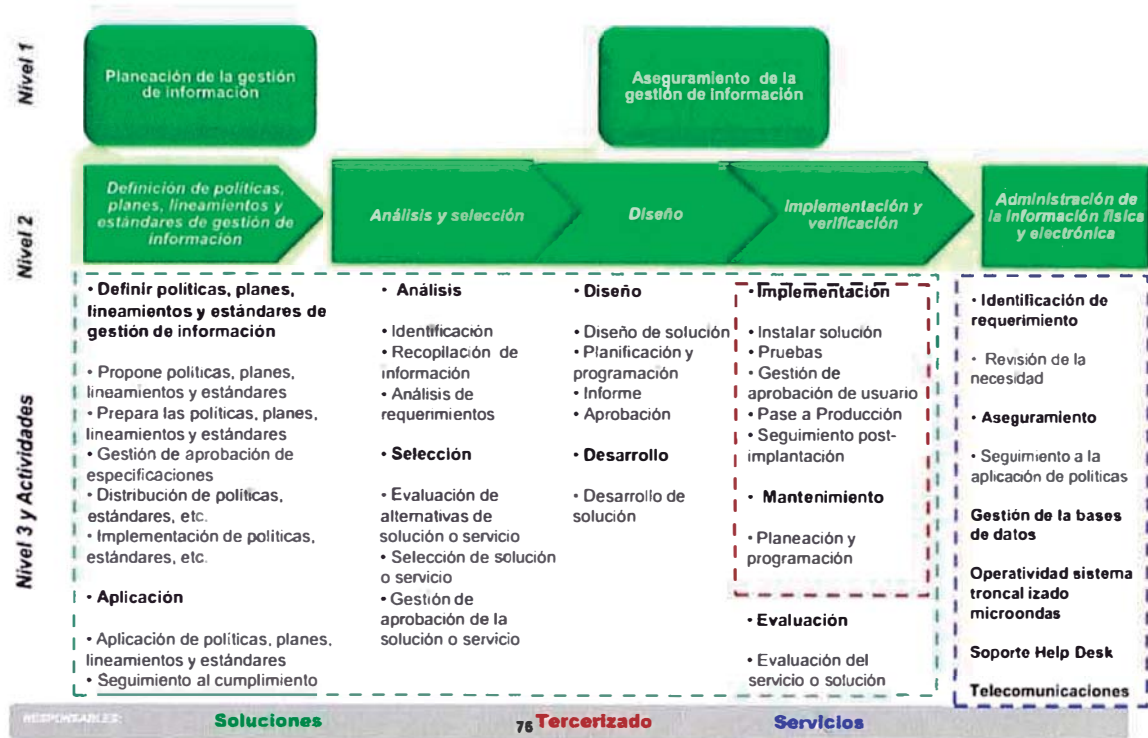 Nivel 1
Planeación de la gestión
de información
Aseguramiento de la
gestión de información
Nivel 2
Definición de políticas,
planes, lineamientos y
estándares de gestión de
información
Análisis y selección
Diseño
Implementación y
verificación
Administración de
la información física
y electrónica
Nivel 3 y Actividades
• Definir políticas, planes,
lineamientos y estándares de
gestión de información
• Propone políticas, planes,
lineamientos y estándares
• Prepara las políticas, planes,
lineamientos y estándares
• Gestión de aprobación de
especificaciones
• Distribución de políticas,
estándares, etc.
• Implementación de políticas,
estándares, etc.
• Aplicación
• Aplicación de políticas, planes,
lineamientos y estándares
• Seguimiento al cumplimiento
• Análisis
• Identificación
• Recopilación de
información
• Análisis de
requerimientos
• Selección
• Evaluación de
alternativas de
solución o servicio
• Selección de solución
o servicio
• Gestión de
aprobación de la
solución o servicio
• Diseño
• Diseño de solución
• Planificación y
programación
• Informe
• Aprobación
• Desarrollo
• Desarrollo de
solución
• Implementación
• Instalar solución
• Pruebas
• Gestión de
aprobación de usuario
• Pase a Producción
• Seguimiento post-
implantación
• Mantenimiento
• Planeación y
programación
• Evaluación
• Evaluación del
servicio o solución
• Identificación de
requerimiento
• Revisión de la
necesidad
• Aseguramiento
• Seguimiento a la
aplicación de políticas
Gestión de la bases
de datos
Operatividad sistema
troncal izado
microondas
Soporte Help Desk
Telecomunicaciones
RESPONSABLES:
Soluciones
76 Tercerizado
Servicios